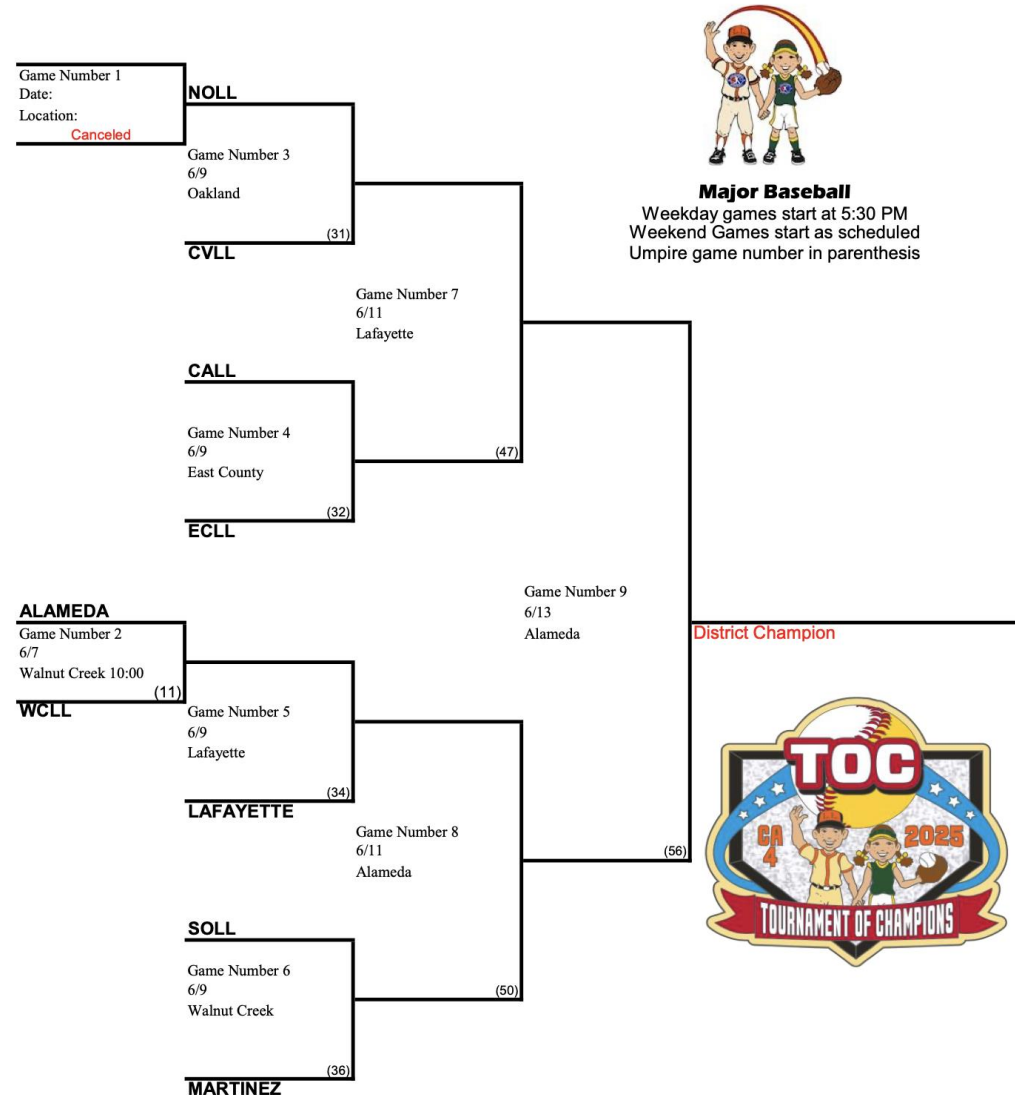 Game Number 1
Date:
Location:
Canceled
NOLL
Game Number 3
6/9
Oakland
(31)
CVLL
Game Number 7
6/11
Lafayette
CALL
Game Number 4
6/9
East County
(32)
ECLL
(47)
ALAMEDA
Game Number 2
6/7
Walnut Creek 10:00
(11)
WCLL
Game Number 5
6/9
Lafayette
(34)
LAFAYETTE
Game Number 8
6/11
Alameda
SOLL
Game Number 6
6/9
Walnut Creek
(36)
MARTINEZ
(50)
Game Number 9
6/13
Alameda
(56)
District Champion
Major Baseball
Weekday games start at 5:30 PM
Weekend Games start as scheduled
Umpire game number in parenthesis
TOC
CA
4
2025
TOURNAMENT OF CHAMPIONS